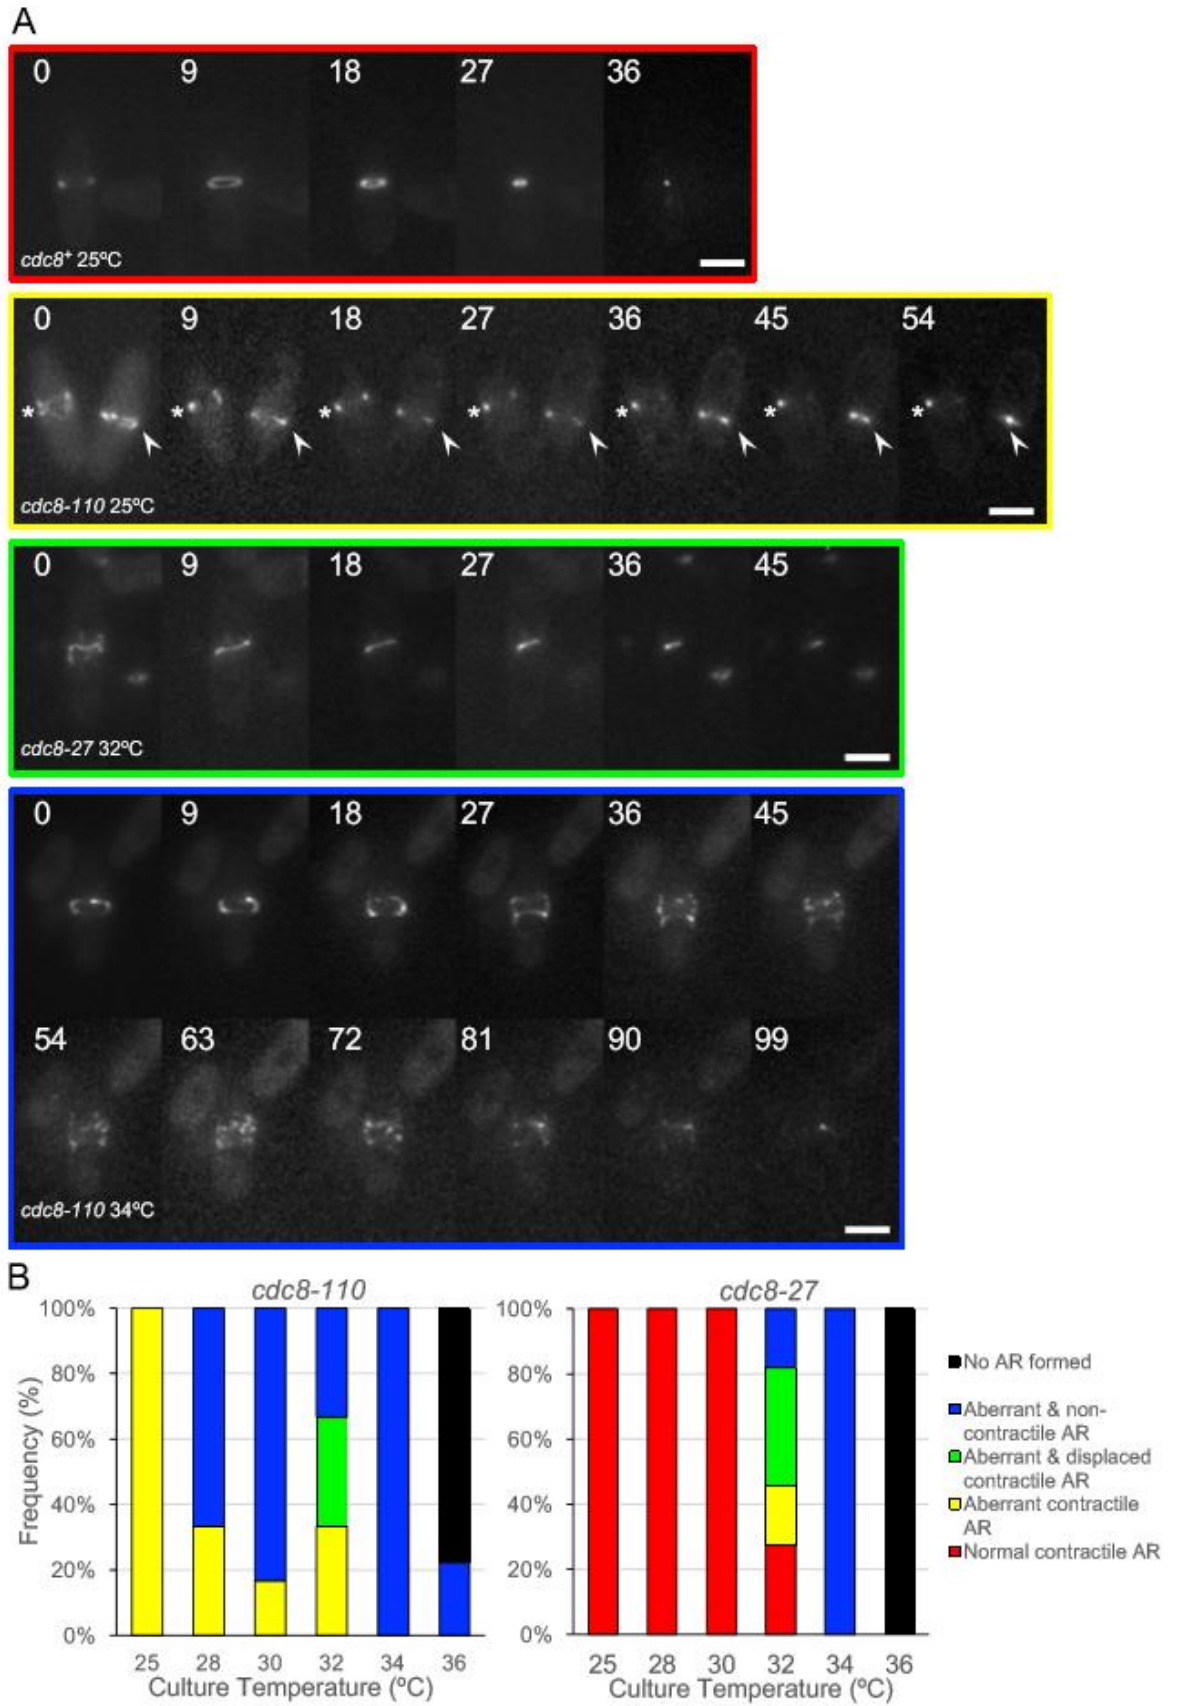 A
0 9 18 27 36
cdc8+ 25ºC
0 9 18 27 36 45 54
* * * * * * *
cdc8-110 25ºC
0 9 18 27 36 45
cdc8-27 32ºC
0 9 18 27 36 45
54 63 72 81 90 99
cdc8-110 34ºC
B
cdc8-110
100%
80%
60%
40%
20%
0%
Frequency (%)
25 28 30 32 34 36
Culture Temperature (ºC)
cdc8-27
100%
80%
60%
40%
20%
0%
25 28 30 32 34 36
Culture Temperature (ºC)
No AR formed
Aberrant & non-
contractile AR
Aberrant & displaced
contractile AR
Aberrant contractile
AR
Normal contractile AR